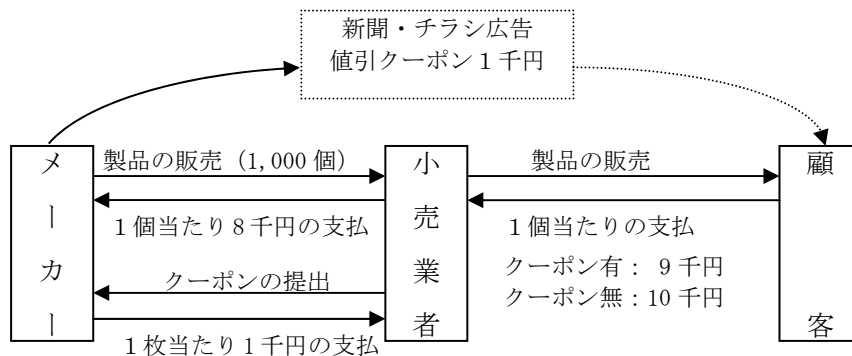 新聞・チラシ広告
値引クーポン１千円
メーカー
製品の販売（1,000 個）
１個当たり８千円の支払
クーポンの提出
１枚当たり１千円の支払
小売業者
製品の販売
１個当たりの支払
クーポン有： 9 千円
クーポン無：10 千円
顧客